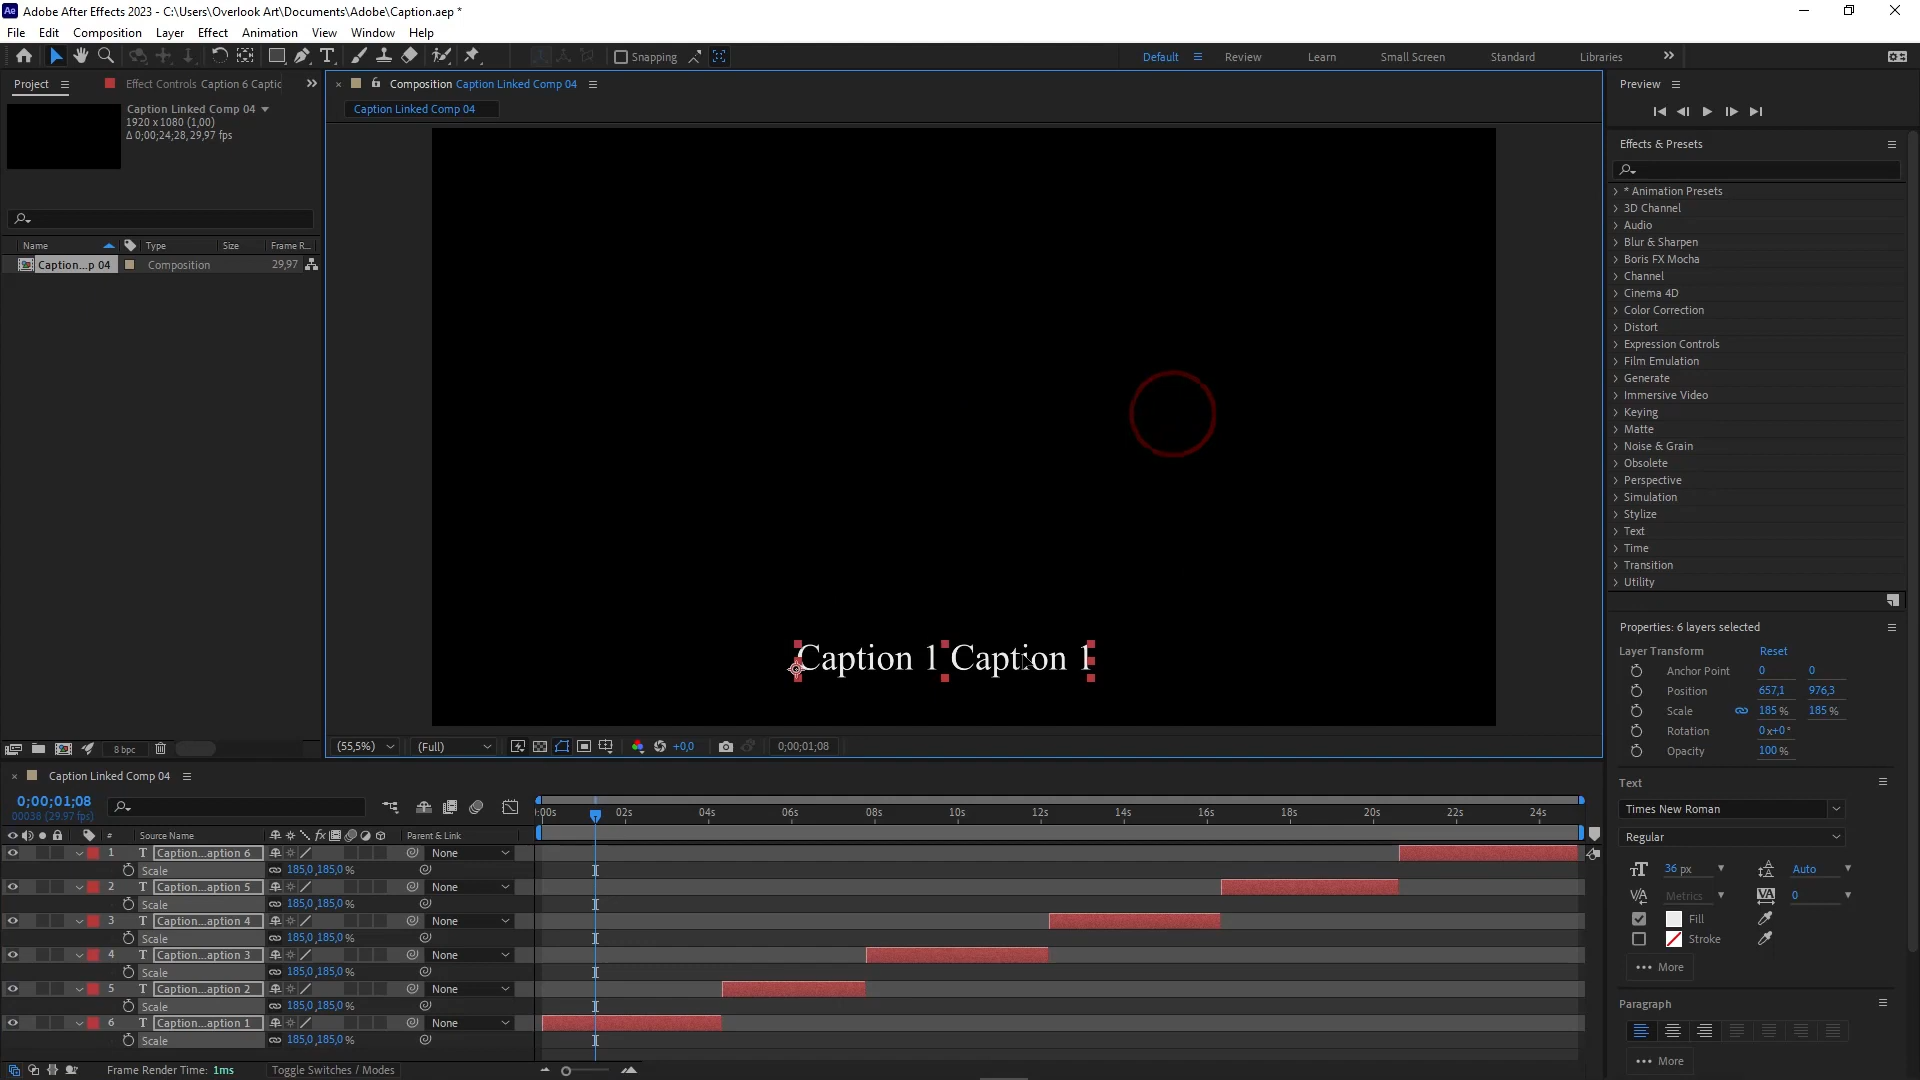 Adobe After Effects 2023 - C:\Users\Overlook Art\Documents\Adobe\Caption.aep *
File Edit Composition Layer Effect Animation View Window Help
Snapping
Default Review Learn Small Screen Standard Libraries
Project
Effect Controls Caption 6 Captic
Caption Linked Comp 04
1920 x 1080 (1,00)
Δ 0;00;24;28, 29,97 fps
Name Type Size Frame R...
Caption...p 04 Composition 29,97
8 bpc
Composition Caption Linked Comp 04
Caption Linked Comp 04
Caption 1 Caption 1
(55,5%) (Full) +0,0 0;00;01;08
Preview
Effects & Presets
* Animation Presets
3D Channel
Audio
Blur & Sharpen
Boris FX Mocha
Channel
Cinema 4D
Color Correction
Distort
Expression Controls
Film Emulation
Generate
Immersive Video
Keying
Matte
Noise & Grain
Obsolete
Perspective
Simulation
Stylize
Text
Time
Transition
Utility
Properties: 6 layers selected
Layer Transform Reset
Anchor Point 0 0
Position 657,1 976,3
Scale 185 % 185 %
Rotation 0x+0°
Opacity 100 %
Text
Times New Roman
Regular
36 px Auto
Metrics 0
Fill
Stroke
More
Paragraph
More
Caption Linked Comp 04
0;00;01;08
00038 (29.97 fps)
:00s 02s 04s 06s 08s 10s 12s 14s 16s 18s 20s 22s 24s
# Source Name fx Parent & Link
1 T Caption...aption 6 None
Scale 185,0,185,0 %
2 T Caption...aption 5 None
Scale 185,0,185,0 %
3 T Caption...aption 4 None
Scale 185,0,185,0 %
4 T Caption...aption 3 None
Scale 185,0,185,0 %
5 T Caption...aption 2 None
Scale 185,0,185,0 %
6 T Caption...aption 1 None
Scale 185,0,185,0 %
Frame Render Time: 1ms Toggle Switches / Modes